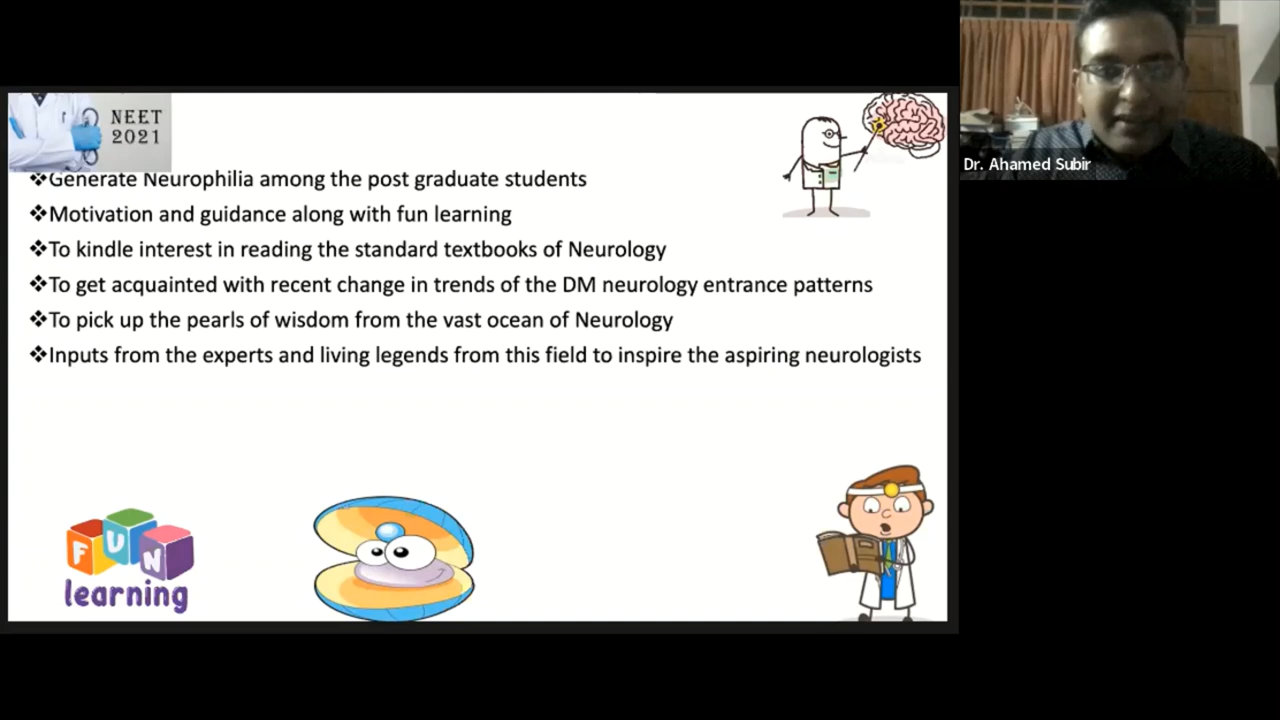 NEET
2021
❖Generate Neurophilia among the post graduate students
❖Motivation and guidance along with fun learning
❖To kindle interest in reading the standard textbooks of Neurology
❖To get acquainted with recent change in trends of the DM neurology entrance patterns
❖To pick up the pearls of wisdom from the vast ocean of Neurology
❖Inputs from the experts and living legends from this field to inspire the aspiring neurologists
FUN
learning
Dr. Ahamed Subir